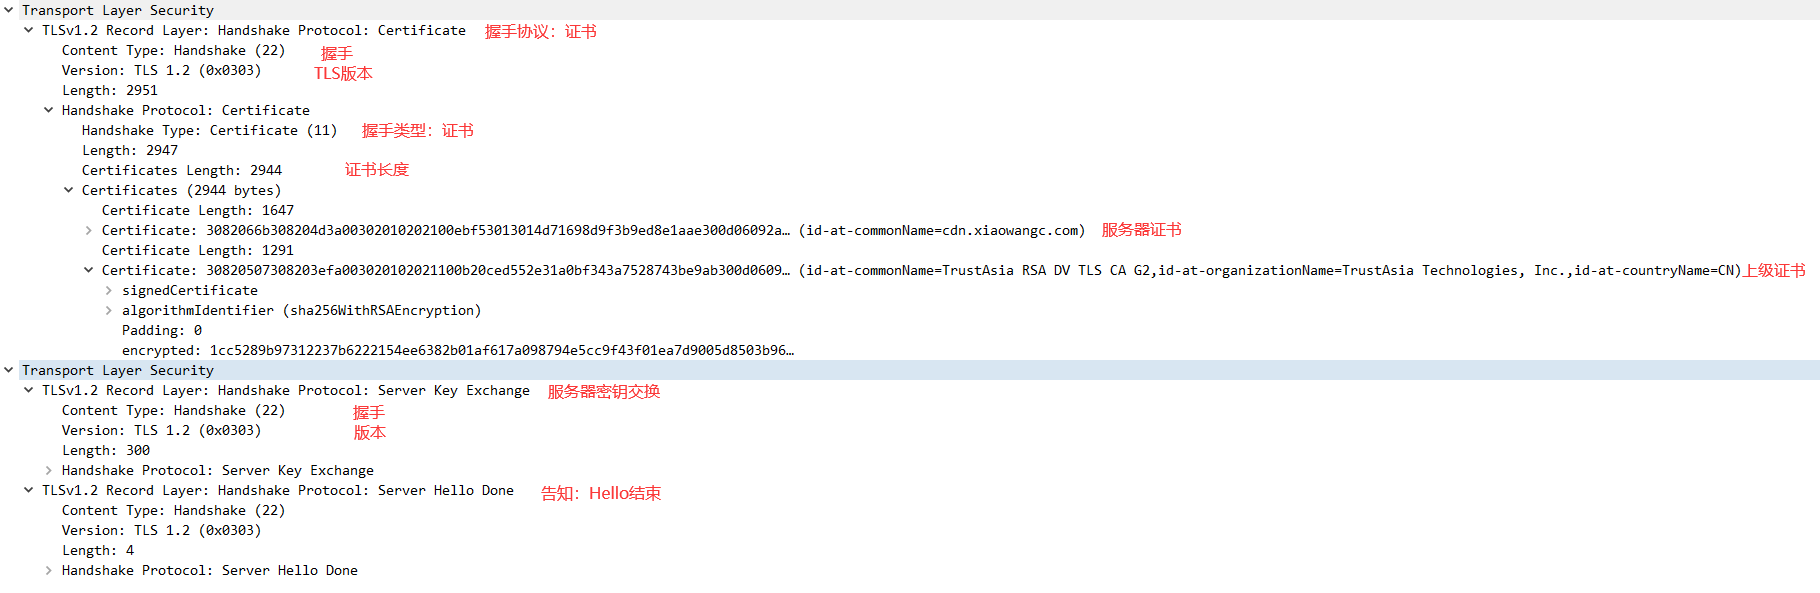 Transport Layer Security
TLSv1.2 Record Layer: Handshake Protocol: Certificate 握手协议：证书
Content Type: Handshake (22) 握手
Version: TLS 1.2 (0x0303) TLS版本
Length: 2951
Handshake Protocol: Certificate
Handshake Type: Certificate (11) 握手类型：证书
Length: 2947
Certificates Length: 2944 证书长度
Certificates (2944 bytes)
Certificate Length: 1647
Certificate: 3082066b308204d3a00302010202100ebf53013014d71698d9f3b9ed8e1aae300d06092a… (id-at-commonName=cdn.xiaowangc.com) 服务器证书
Certificate Length: 1291
Certificate: 30820507308203efa003020102021100b20ced552e31a0bf343a7528743be9ab300d0609… (id-at-commonName=TrustAsia RSA DV TLS CA G2,id-at-organizationName=TrustAsia Technologies, Inc.,id-at-countryName=CN) 上级证书
signedCertificate
algorithmIdentifier (sha256WithRSAEncryption)
Padding: 0
encrypted: 1cc5289b97312237b6222154ee6382b01af617a098794e5cc9f43f01ea7d9005d8503b96…
Transport Layer Security
TLSv1.2 Record Layer: Handshake Protocol: Server Key Exchange 服务器密钥交换
Content Type: Handshake (22) 握手
Version: TLS 1.2 (0x0303) 版本
Length: 300
Handshake Protocol: Server Key Exchange
TLSv1.2 Record Layer: Handshake Protocol: Server Hello Done 告知：Hello结束
Content Type: Handshake (22)
Version: TLS 1.2 (0x0303)
Length: 4
Handshake Protocol: Server Hello Done